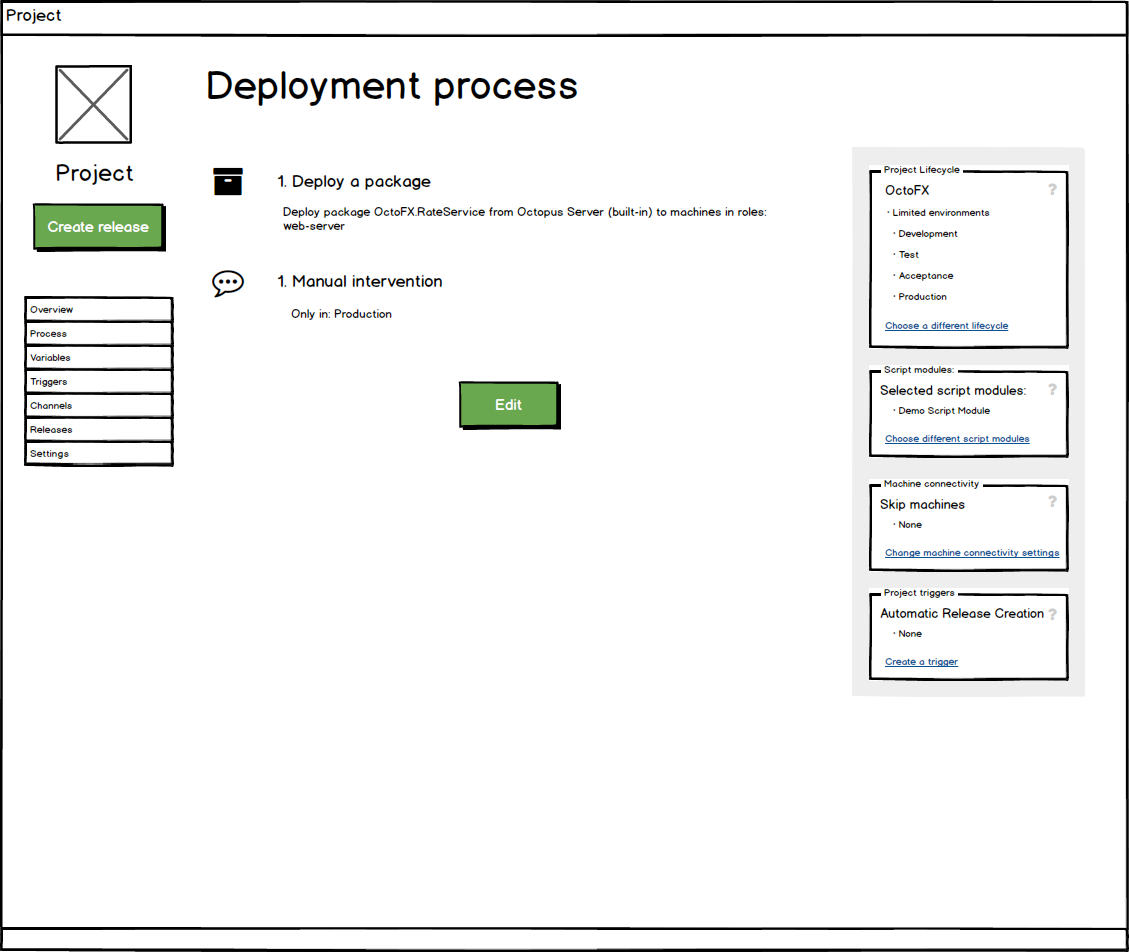 Project
Project
Create release
Overview
Process
Variables
Triggers
Channels
Releases
Settings
Deployment process
1. Deploy a package
Deploy package OctoFX.RateService from Octopus Server (built-in) to machines in roles:
web-server
1. Manual intervention
Only in: Production
Edit
Project Lifecycle
OctoFX ?
· Limited environments
· Development
· Test
· Acceptance
· Production
Choose a different lifecycle
Script modules:
Selected script modules: ?
· Demo Script Module
Choose different script modules
Machine connectivity
Skip machines ?
· None
Change machine connectivity settings
Project triggers
Automatic Release Creation ?
· None
Create a trigger